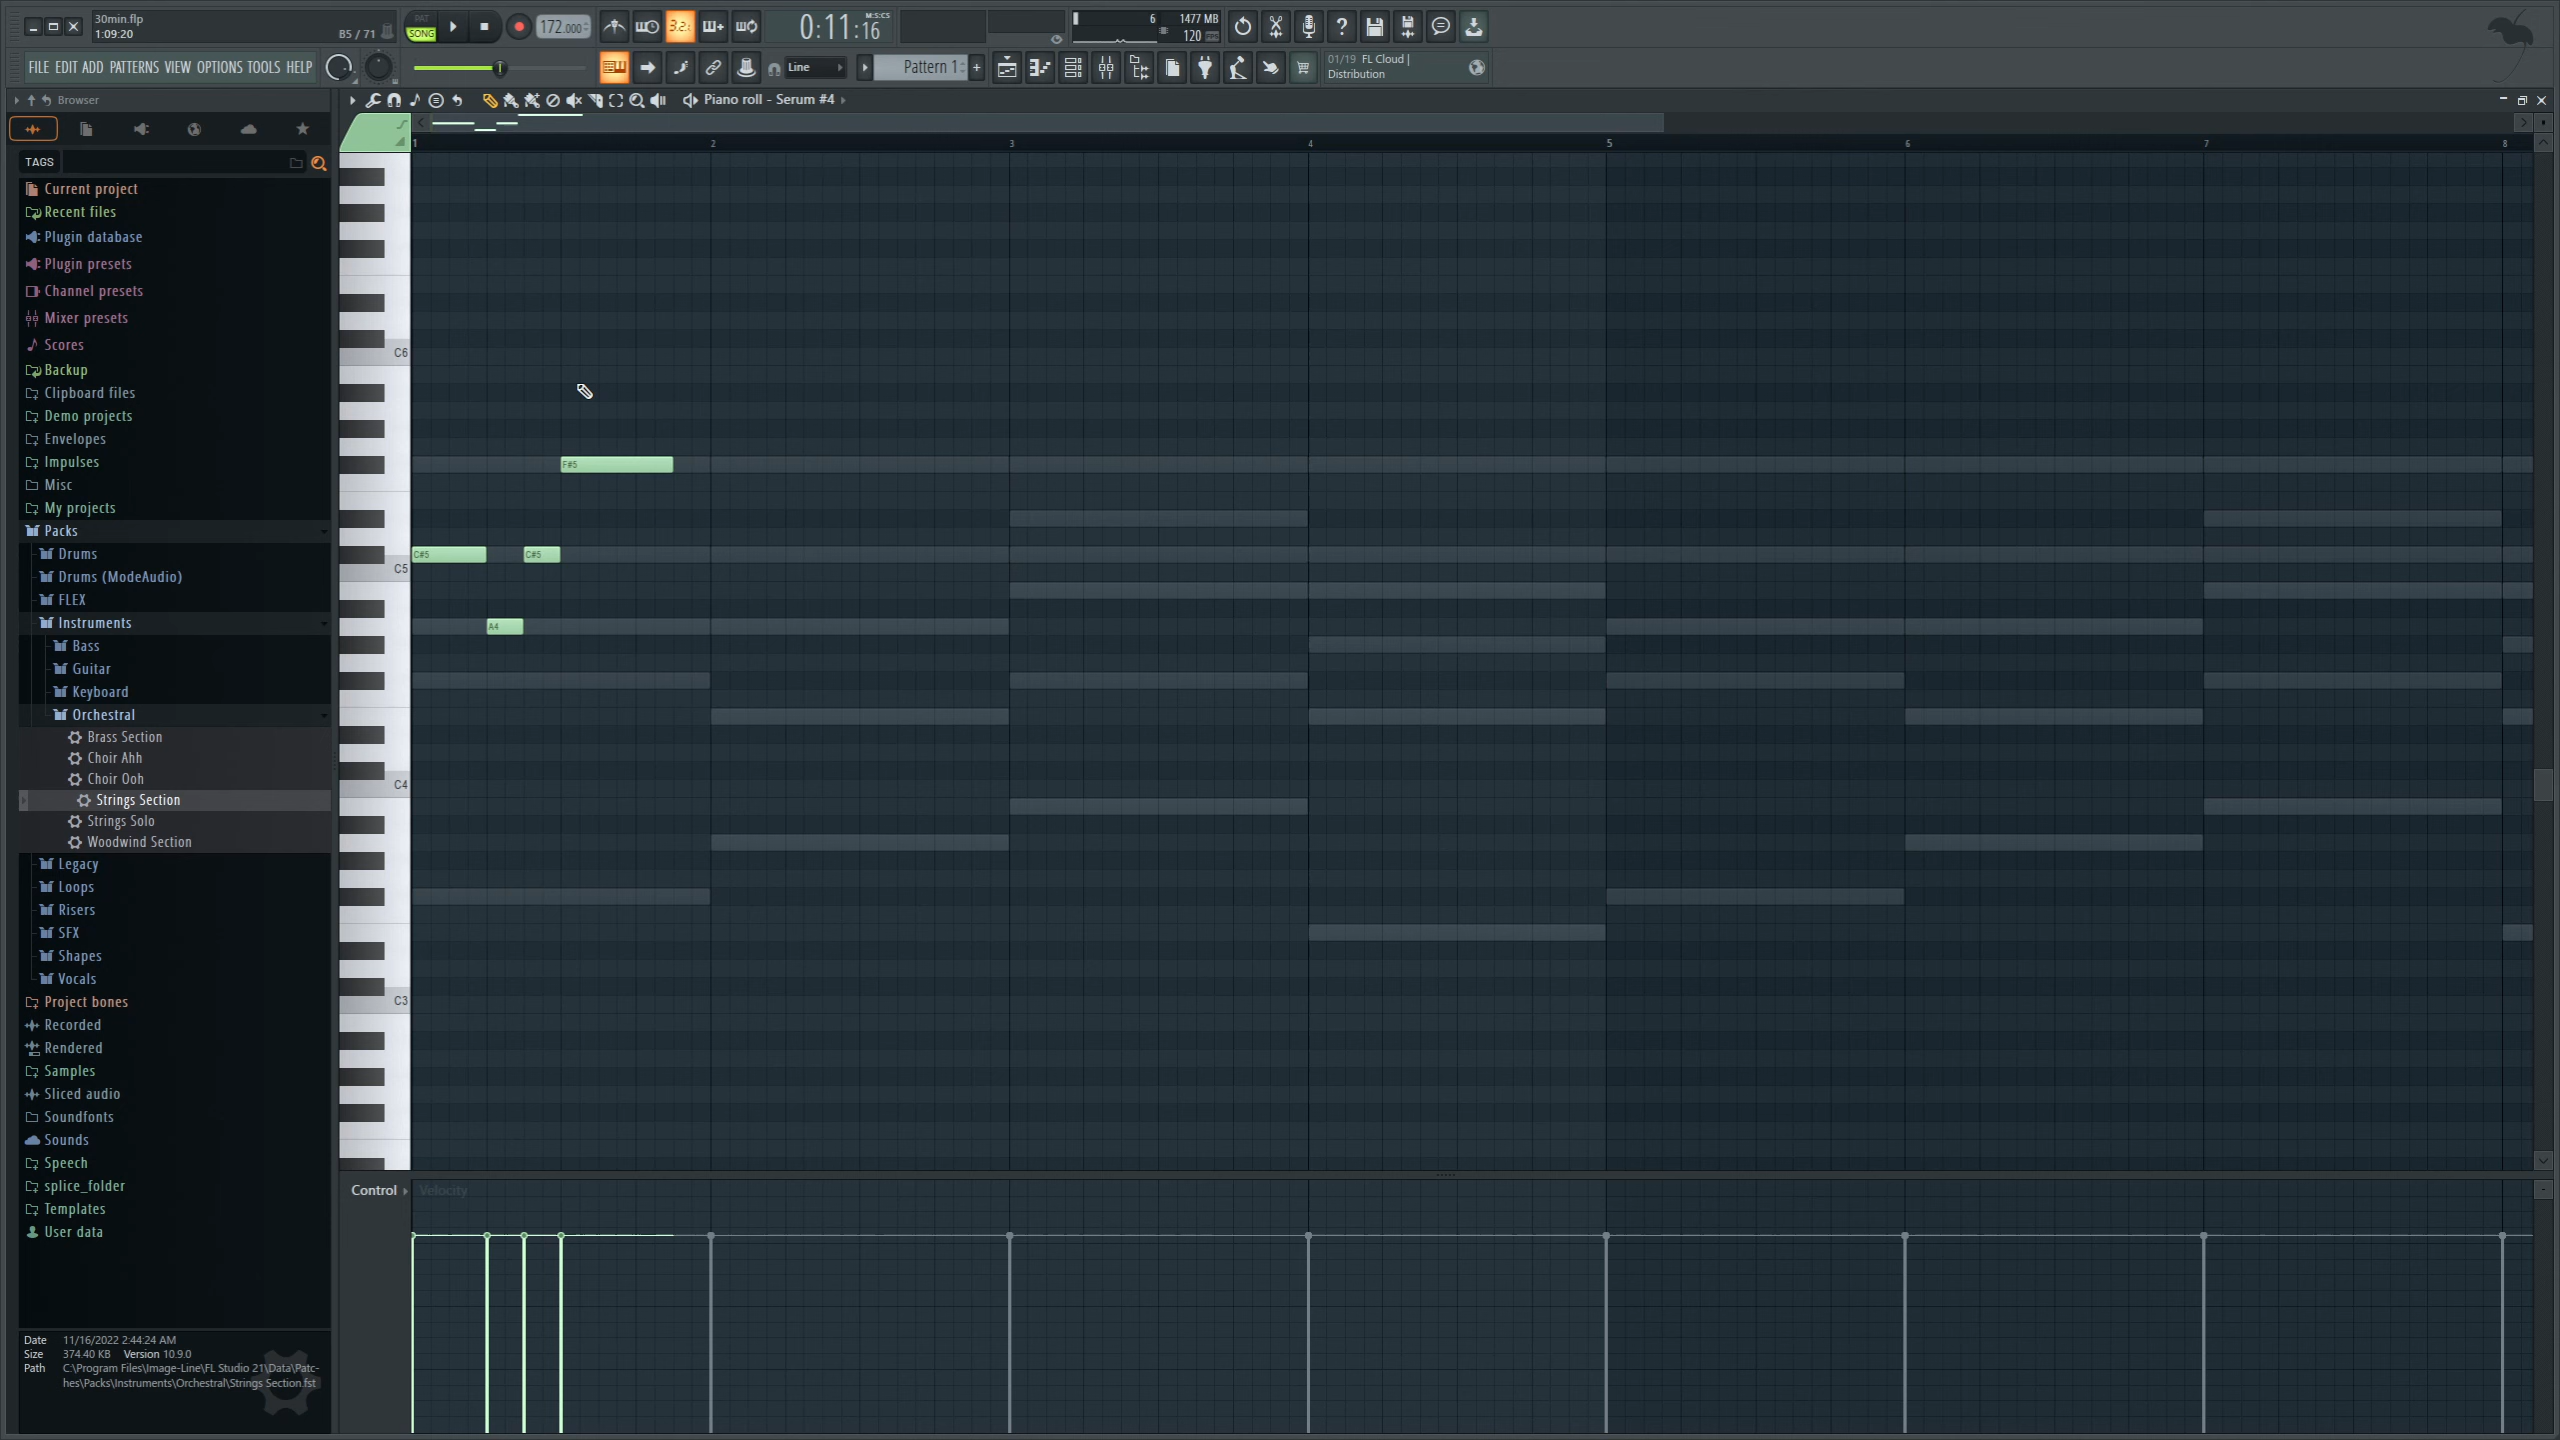 30min.flp
1:09:20
B5 / 71
PAT
SONG
172.000
3.2.
0:11:16
M:S:CS
6
1477 MB
120
FILE EDIT ADD PATTERNS VIEW OPTIONS TOOLS HELP
Line
Pattern 1
01/19 FL Cloud |
Distribution
Browser
Piano roll - Serum #4
TAGS
1 2 3 4 5 6 7 8
Current project
Recent files
Plugin database
Plugin presets
Channel presets
Mixer presets
Scores
Backup
Clipboard files
Demo projects
Envelopes
Impulses
Misc
My projects
Packs
Drums
Drums (ModeAudio)
FLEX
Instruments
Bass
Guitar
Keyboard
Orchestral
Brass Section
Choir Ahh
Choir Ooh
Strings Section
Strings Solo
Woodwind Section
Legacy
Loops
Risers
SFX
Shapes
Vocals
Project bones
Recorded
Rendered
Samples
Sliced audio
Soundfonts
Sounds
Speech
splice_folder
Templates
User data
C6
F#5
C#5
C#5
C5
A4
C4
C3
Control
Velocity
Date 11/16/2022 2:44:24 AM
Size 374.40 KB Version 10.9.0
Path C:\Program Files\Image-Line\FL Studio 21\Data\Patc-
hes\Packs\Instruments\Orchestral\Strings Section.fst